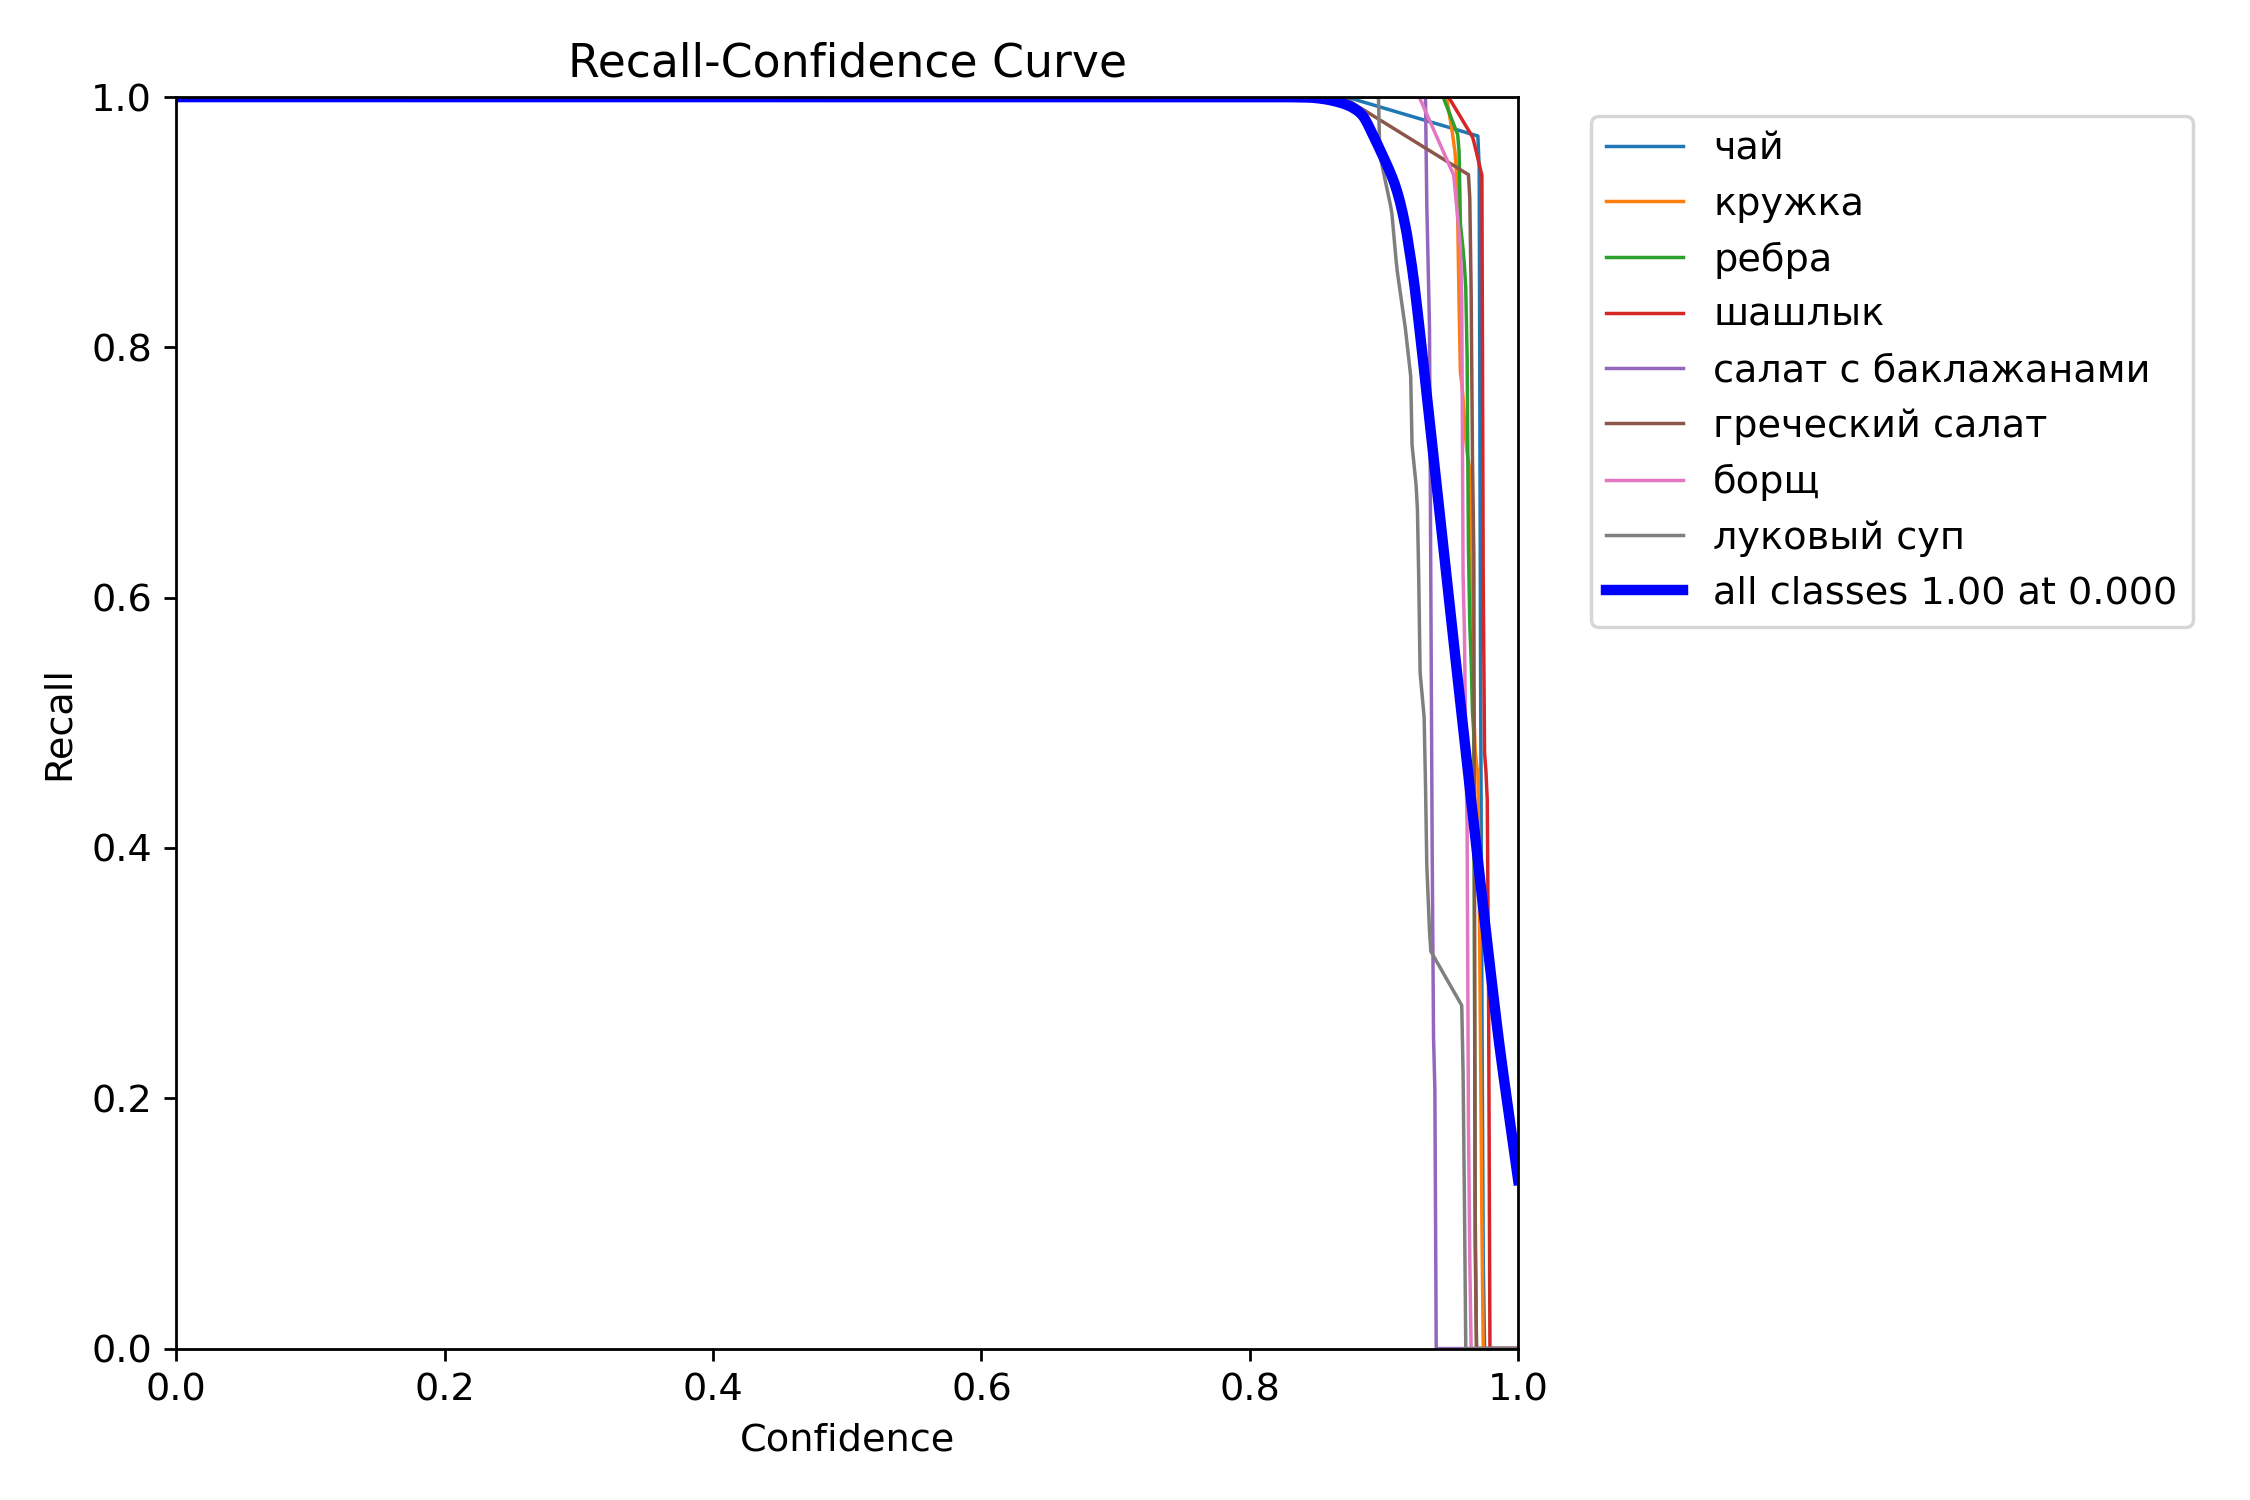 Recall-Confidence Curve
1.0
0.8
0.6
0.4
0.2
0.0
Recall
0.0 0.2 0.4 0.6 0.8 1.0
Confidence
чай
кружка
ребра
шашлык
салат с баклажанами
греческий салат
борщ
луковый суп
all classes 1.00 at 0.000